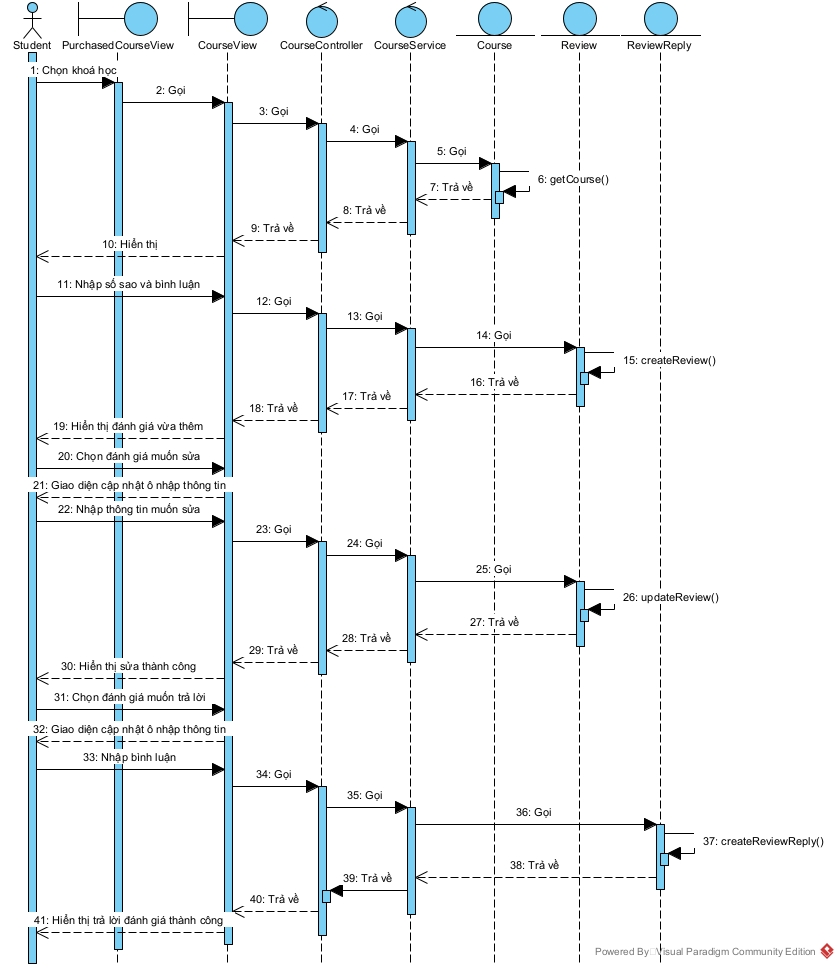 Student
PurchasedCourseView
CourseView
CourseController
CourseService
Course
Review
ReviewReply
1: Chọn khoá học
2: Gọi
3: Gọi
4: Gọi
5: Gọi
6: getCourse()
7: Trả về
8: Trả về
9: Trả về
10: Hiển thị
11: Nhập số sao và bình luận
12: Gọi
13: Gọi
14: Gọi
15: createReview()
16: Trả về
17: Trả về
18: Trả về
19: Hiển thị đánh giá vừa thêm
20: Chọn đánh giá muốn sửa
21: Giao diện cập nhật ô nhập thông tin
22: Nhập thông tin muốn sửa
23: Gọi
24: Gọi
25: Gọi
26: updateReview()
27: Trả về
28: Trả về
29: Trả về
30: Hiển thị sửa thành công
31: Chọn đánh giá muốn trả lời
32: Giao diện cập nhật ô nhập thông tin
33: Nhập bình luận
34: Gọi
35: Gọi
36: Gọi
37: createReviewReply()
38: Trả về
39: Trả về
40: Trả về
41: Hiển thị trả lời đánh giá thành công
Powered By Visual Paradigm Community Edition